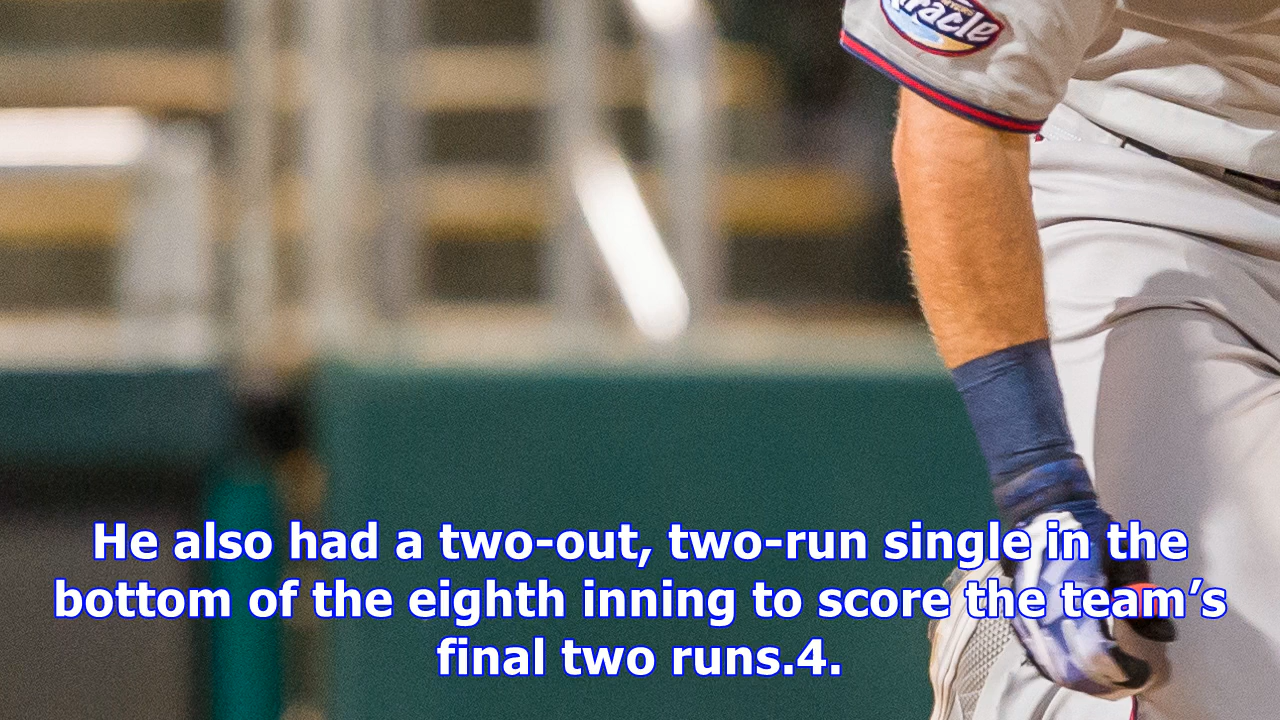 racle
He also had a two-out, two-run single in the
bottom of the eighth inning to score the team’s
final two runs.4.